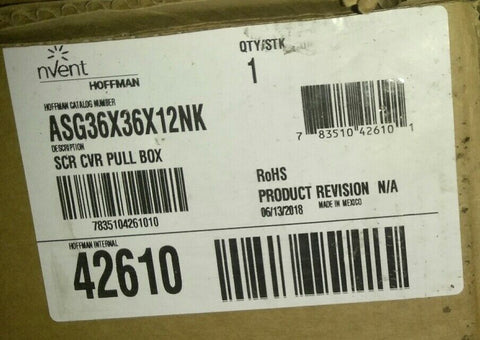 nVent
HOFFMAN
QTY/STK
1
HOFFMAN CATALOG NUMBER
ASG36X36X12NK
DESCRIPTION
SCR CVR PULL BOX
7835104261010
7 83510 42610 1
RoHS
PRODUCT REVISION N/A
06/13/2018 MADE IN MEXICO
HOFFMAN INTERNAL
42610